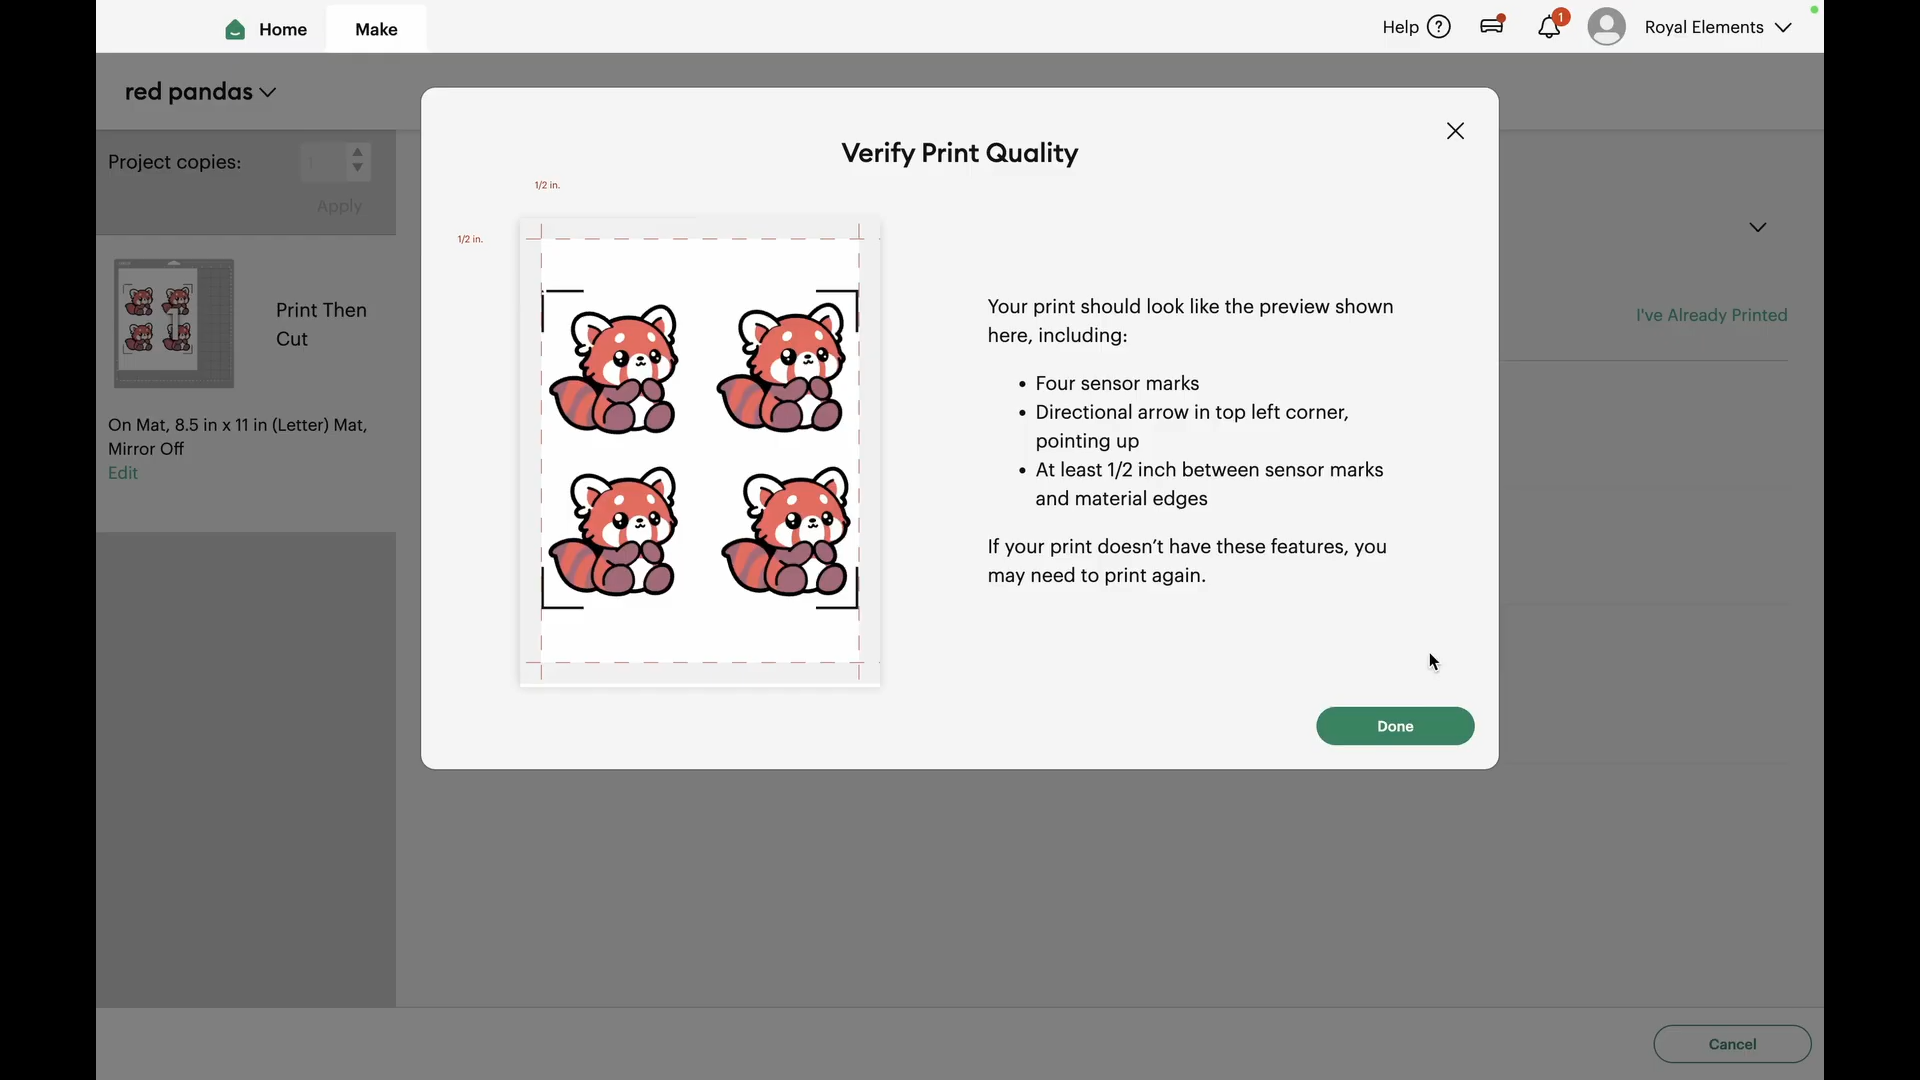 Home
Make
Help
1
Royal Elements
red pandas
Project copies:
Apply
Print Then
Cut
On Mat, 8.5 in x 11 in (Letter) Mat,
Mirror Off
Edit
Verify Print Quality
1/2 in.
1/2 in.
Your print should look like the preview shown
here, including:
• Four sensor marks
• Directional arrow in top left corner,
pointing up
• At least 1/2 inch between sensor marks
and material edges
If your print doesn’t have these features, you
may need to print again.
Done
I've Already Printed
Cancel